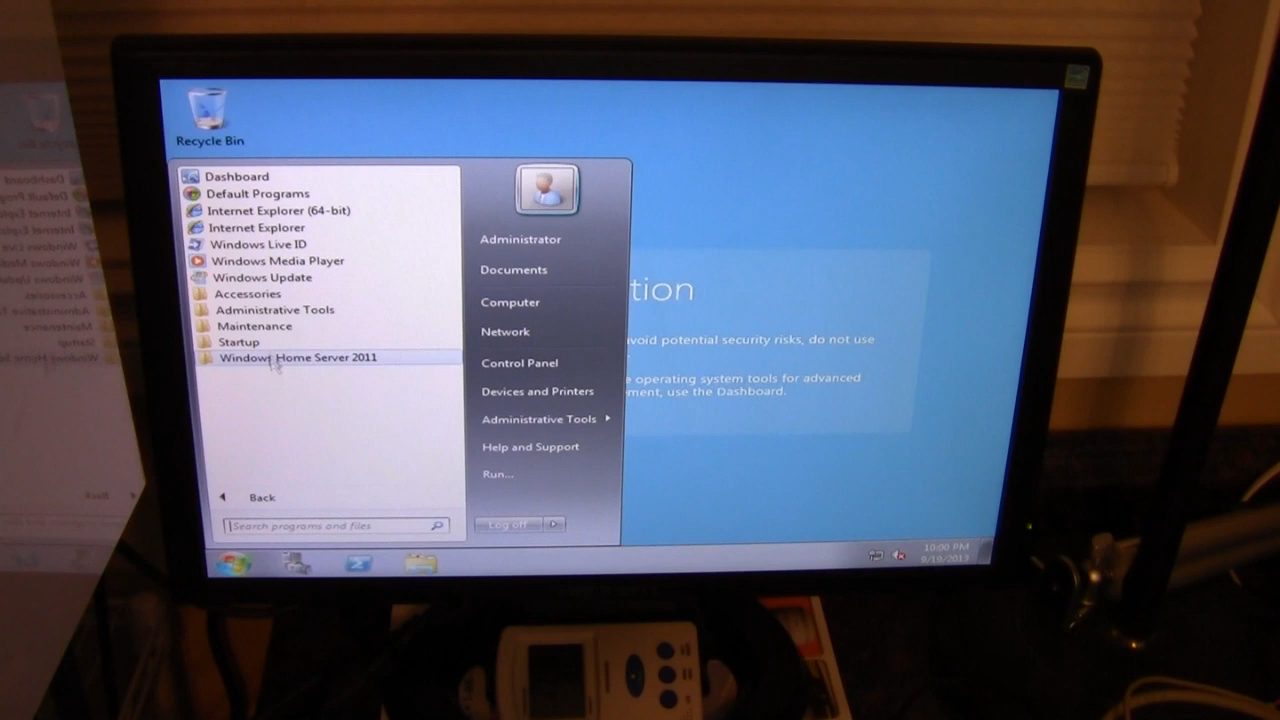 Recycle Bin
Dashboard
Default Programs
Internet Explorer (64-bit)
Internet Explorer
Windows Live ID
Windows Media Player
Windows Update
Accessories
Administrative Tools
Maintenance
Startup
Windows Home Server 2011
Back
Search programs and files
Administrator
Documents
Computer
Network
Control Panel
Devices and Printers
Administrative Tools
Help and Support
Run...
Log off
tion
void potential security risks, do not use
e operating system tools for advanced
ment, use the Dashboard.
10:00 PM